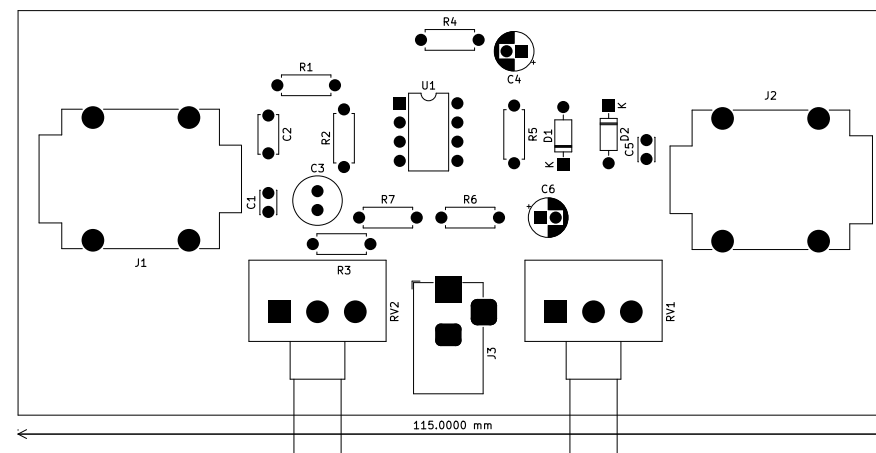 R4
C4
+
R1
U1
J2
K
C2
R2
R5
D1
D2
C5
K
C3
C6
+
C1
R7
R6
J1
R3
RV2
RV1
J3
115.0000 mm